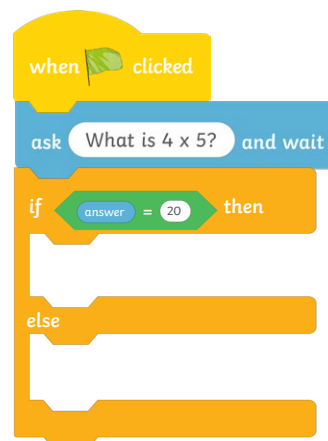 when clicked
ask What is 4 x 5? and wait
if answer = 20 then
else